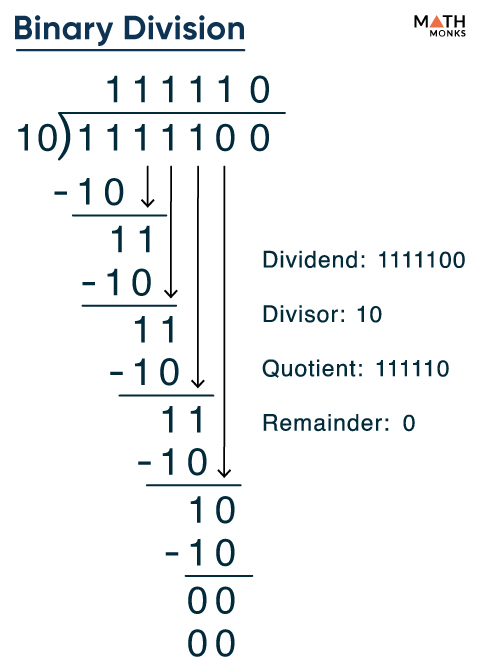 Binary Division
MATH
MONKS
111110
10)1111100
-10
11
-10
11
-10
11
-10
10
-10
00
00
Dividend: 1111100
Divisor: 10
Quotient: 111110
Remainder: 0